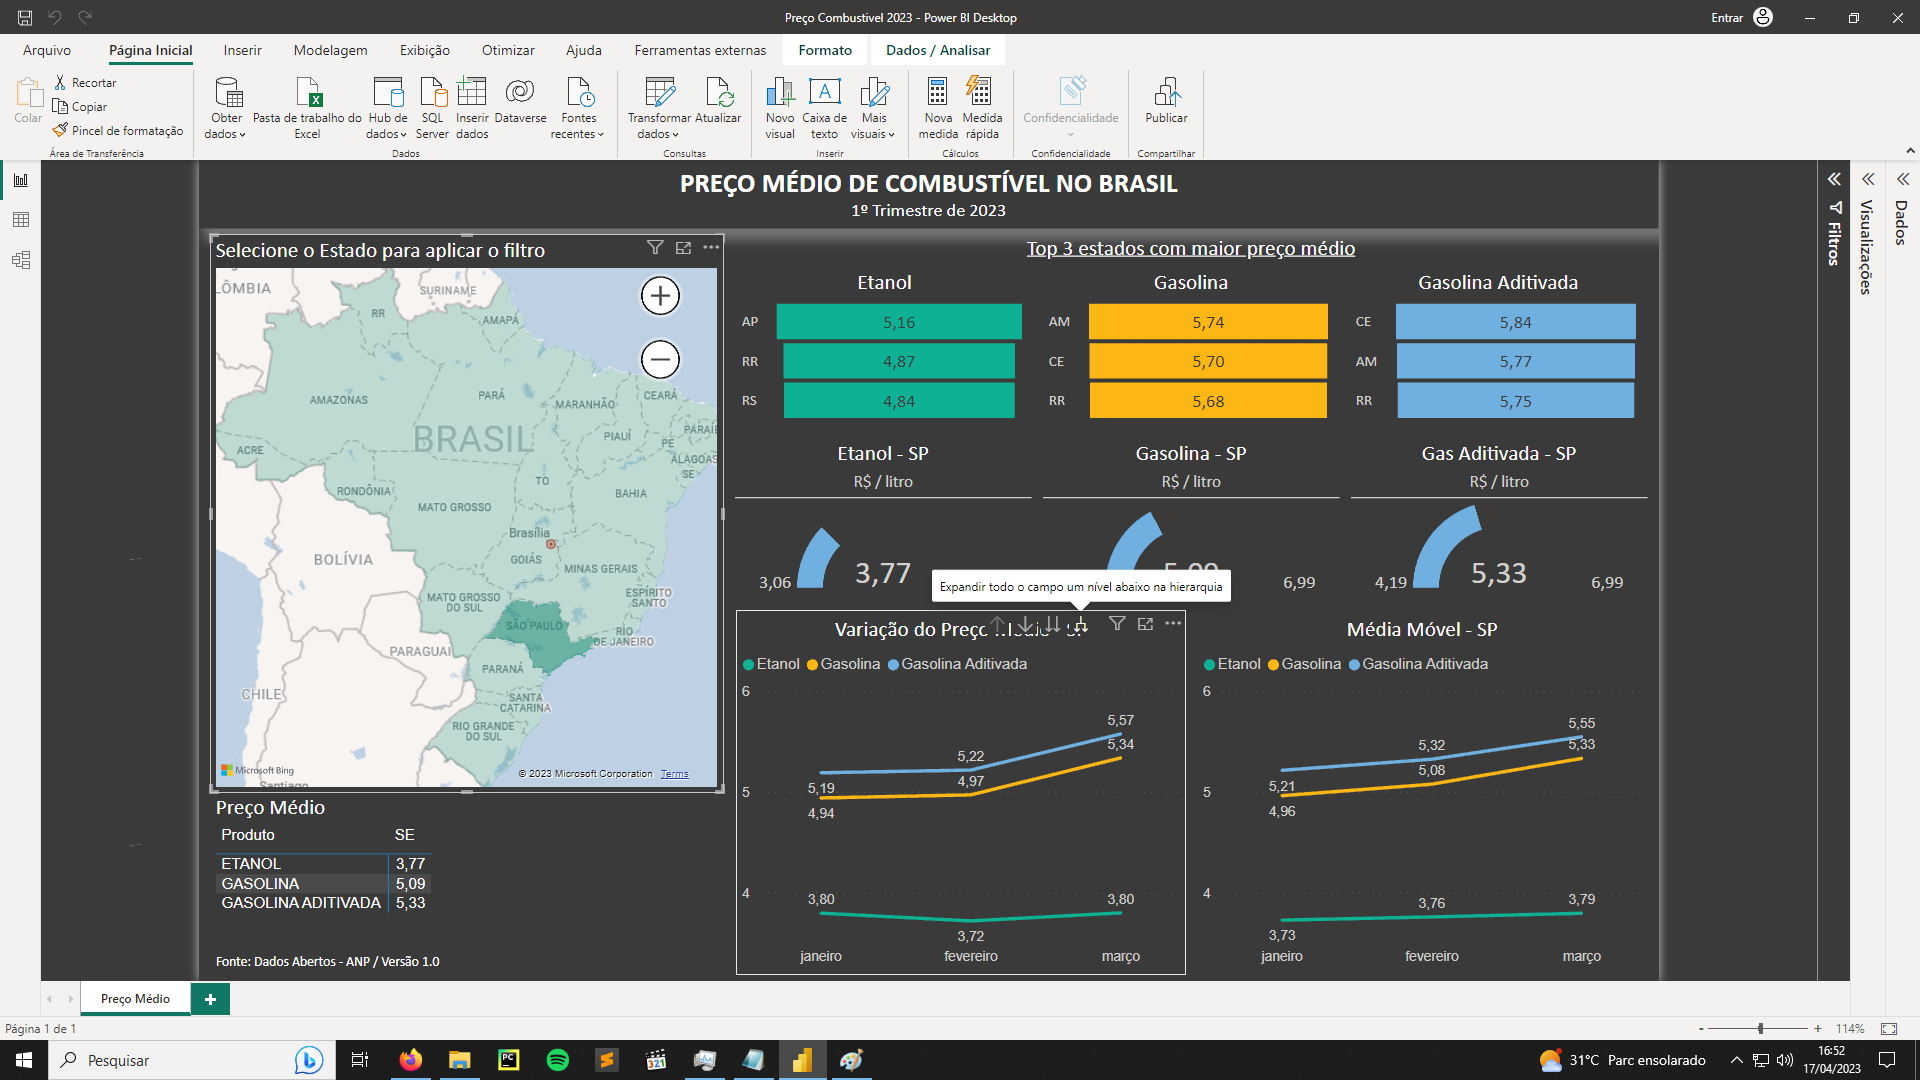 Preço Combustivel 2023 - Power BI Desktop
Entrar
Arquivo
Página Inicial
Inserir
Modelagem
Exibição
Otimizar
Ajuda
Ferramentas externas
Formato
Dados / Analisar
Colar
Recortar
Copiar
Pincel de formatação
Área de Transferência
Obter dados
Pasta de trabalho do Excel
Hub de dados
SQL Server
Inserir dados
Dataverse
Fontes recentes
Dados
Transformar dados
Atualizar
Consultas
Novo visual
Caixa de texto
Mais visuais
Inserir
Nova medida
Medida rápida
Cálculos
Confidencialidade
Confidencialidade
Publicar
Compartilhar
PREÇO MÉDIO DE COMBUSTÍVEL NO BRASIL
1º Trimestre de 2023
Selecione o Estado para aplicar o filtro
LÔMBIA
SURINAME
RR
AMAPÁ
AMAZONAS
PARÁ
MARANHÃO
CEARÁ
BRASIL
PIAUÍ
PARAÍ
PE
ACRE
ALAGOAS
SE
TO
RONDÔNIA
BAHIA
MATO GROSSO
Brasília
BOLÍVIA
GOIÁS
MINAS GERAIS
MATO GROSSO
DO SUL
ESPÍRITO
SANTO
SÃO PAULO
RIO
DE JANEIRO
PARAGUAI
PARANÁ
CHILE
SANTA
CATARINA
RIO GRANDE
DO SUL
Microsoft Bing
© 2023 Microsoft Corporation Terms
Santiago
Top 3 estados com maior preço médio
Etanol
AP 5,16
RR 4,87
RS 4,84
Gasolina
AM 5,74
CE 5,70
RR 5,68
Gasolina Aditivada
CE 5,84
AM 5,77
RR 5,75
Etanol - SP
R$ / litro
3,06
3,77
Gasolina - SP
R$ / litro
5,09
6,99
Gas Aditivada - SP
R$ / litro
4,19
5,33
6,99
Expandir todo o campo um nível abaixo na hierarquia
Variação do Preço Médio - SP
Etanol Gasolina Gasolina Aditivada
6
5
4
5,19
5,22
5,57
4,94
4,97
5,34
3,80
3,72
3,80
janeiro fevereiro março
Média Móvel - SP
Etanol Gasolina Gasolina Aditivada
6
5
4
5,21
5,32
5,55
4,96
5,08
5,33
3,73
3,76
3,79
janeiro fevereiro março
Preço Médio
Produto SE
ETANOL 3,77
GASOLINA 5,09
GASOLINA ADITIVADA 5,33
Fonte: Dados Abertos - ANP / Versão 1.0
Filtros
Visualizações
Dados
Preço Médio
Página 1 de 1
- + 114%
Pesquisar
PC
321
31°C Parc ensolarado
16:52
17/04/2023